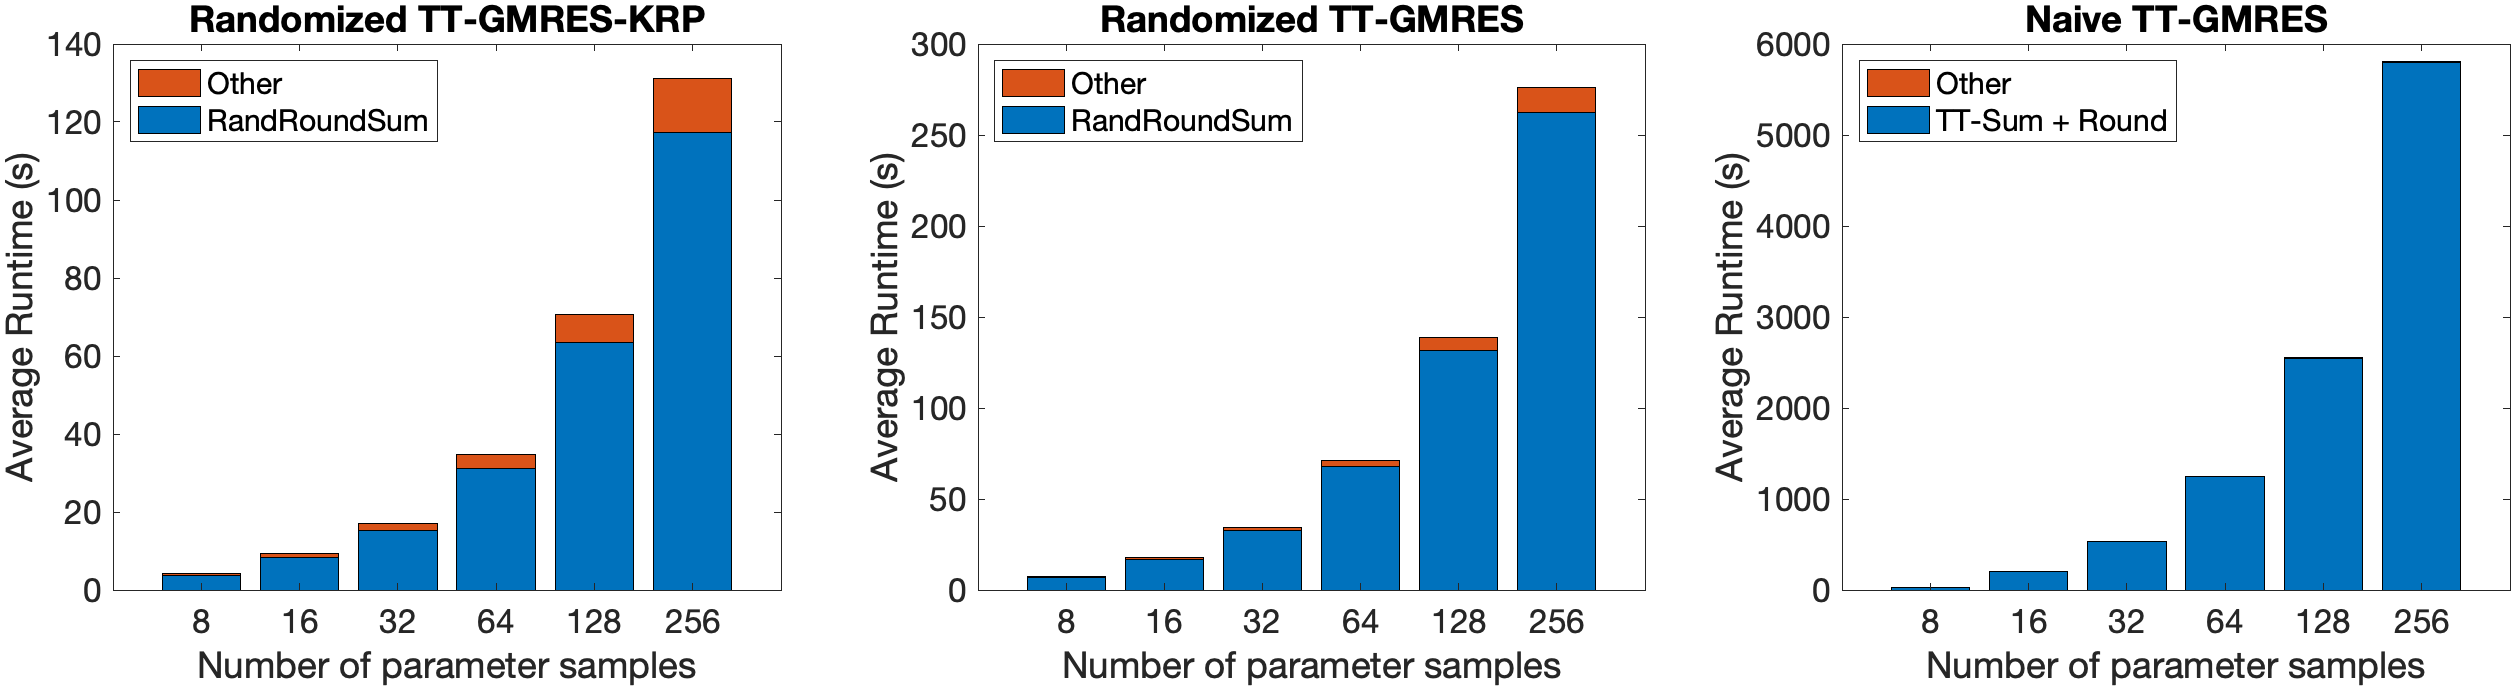 Randomized TT-GMRES-KRP
140
120
100
80
60
40
20
0
Average Runtime (s)
Other
RandRoundSum
8 16 32 64 128 256
Number of parameter samples
Randomized TT-GMRES
300
250
200
150
100
50
0
Average Runtime (s)
Other
RandRoundSum
8 16 32 64 128 256
Number of parameter samples
Naive TT-GMRES
6000
5000
4000
3000
2000
1000
0
Average Runtime (s)
Other
TT-Sum + Round
8 16 32 64 128 256
Number of parameter samples